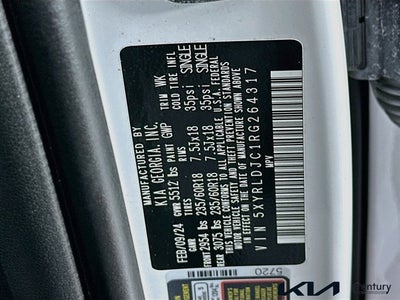 MANUFACTURED BY
KIA GEORGIA, INC.
FEB/09/24 PAINT GWP TRIM WK
GVWR 5512 lbs TIRES RIMS COLD TIRE INFL
FRONT 2954 lbs 235/60R18 7.5Jx18 35psi SINGLE
REAR 3075 lbs 235/60R18 7.5Jx18 35psi SINGLE
THIS VEHICLE CONFORMS TO ALL APPLICABLE U.S.A. FEDERAL
MOTOR VEHICLE SAFETY, BUMPER, AND THEFT PREVENTION STANDARDS
IN EFFECT ON THE DATE OF MANUFACTURE SHOWN ABOVE.
MPV
VIN 5XYRLDJC1RG264317
5720
KIA
Century